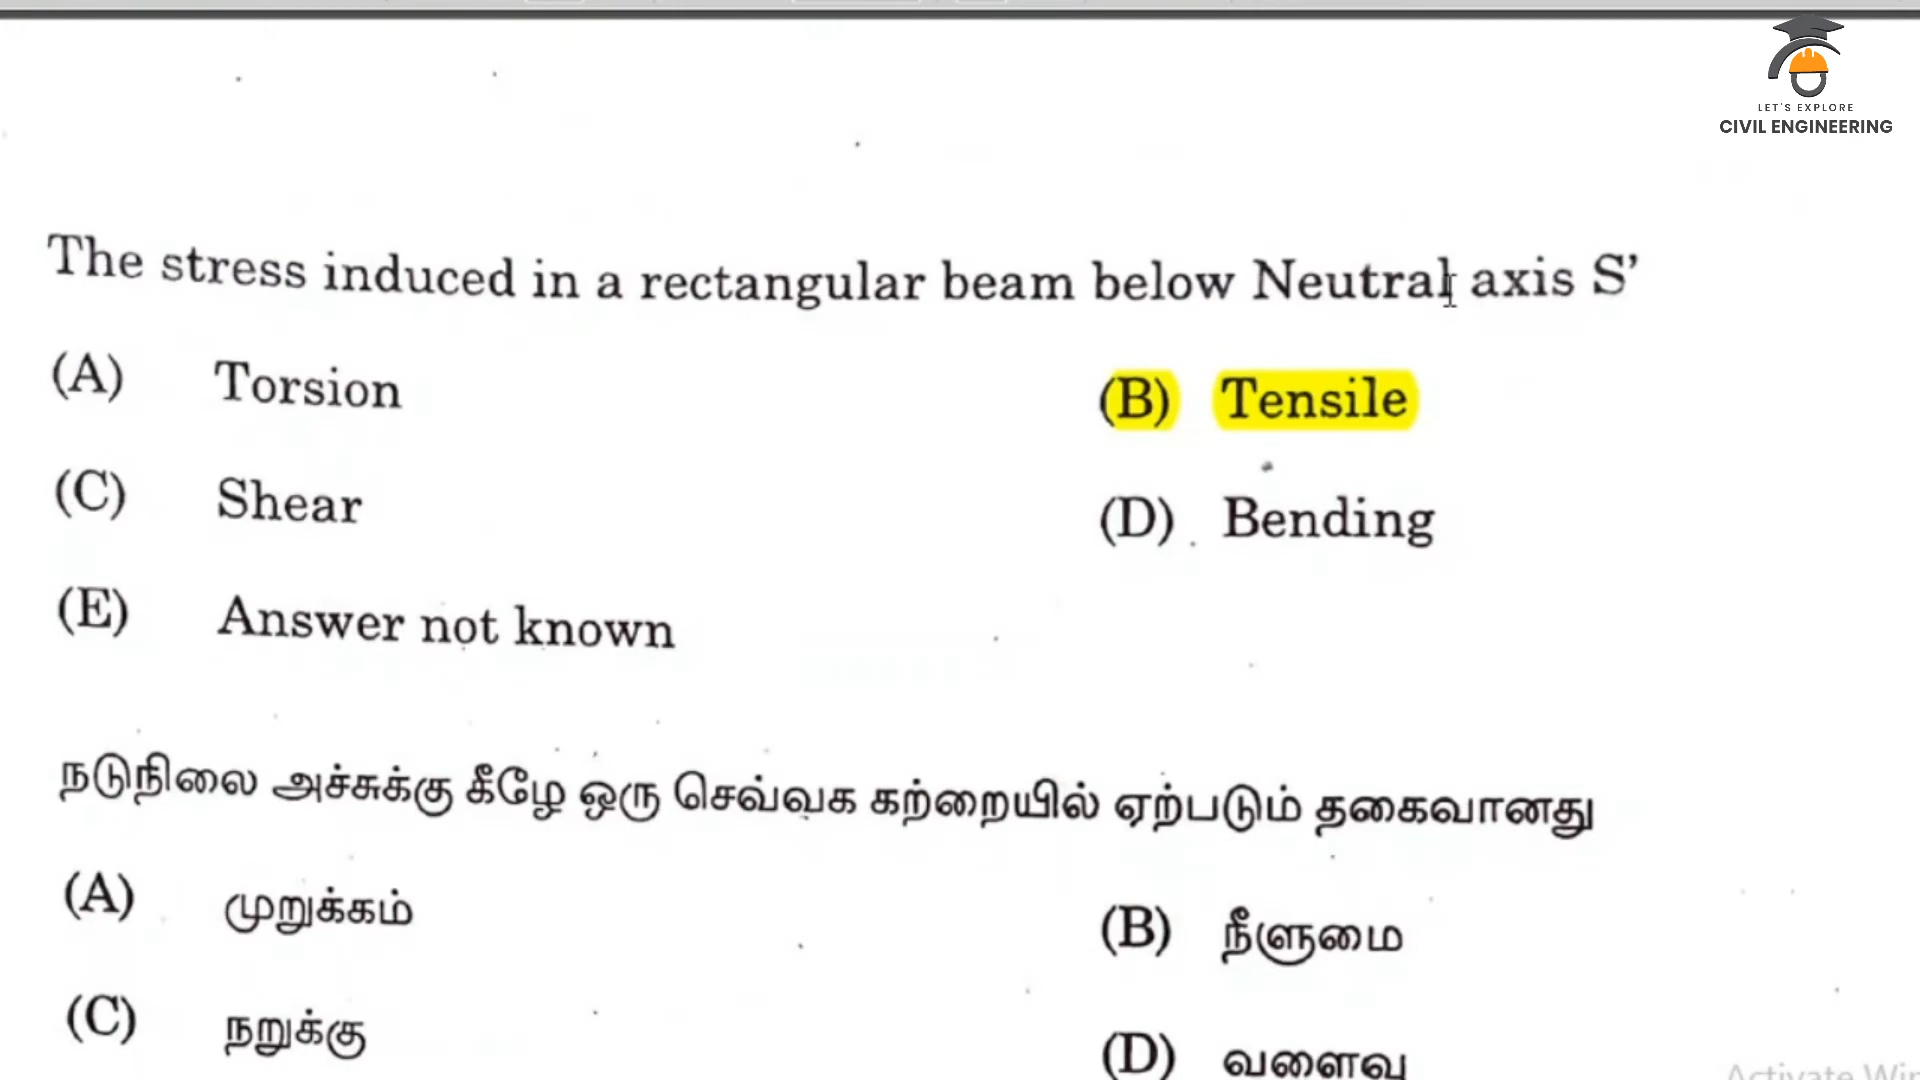 LET'S EXPLORE
CIVIL ENGINEERING
The stress induced in a rectangular beam below Neutral axis S’
(A) Torsion (B) Tensile
(C) Shear (D) Bending
(E) Answer not known
நடுநிலை அச்சுக்கு கீழே ஒரு செவ்வக கற்றையில் ஏற்படும் தகைவானது
(A) முறுக்கம் (B) நீளுமை
(C) நறுக்கு (D) வளைவு